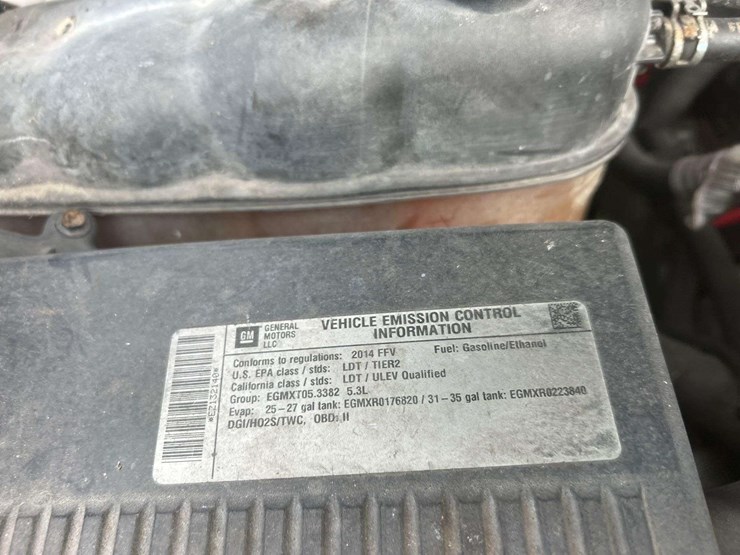 GM GENERAL MOTORS LLC
VEHICLE EMISSION CONTROL
INFORMATION
Conforms to regulations: 2014 FFV Fuel: Gasoline/Ethanol
U.S. EPA class / stds: LDT / TIER2
California class / stds: LDT / ULEV Qualified
Group: EGMXT05.3382 5.3L
Evap: 25-27 gal tank: EGMXR0176820 / 31-35 gal tank: EGMXR0223840
DGI/HO2S/TWC, OBD: II
*62132140*